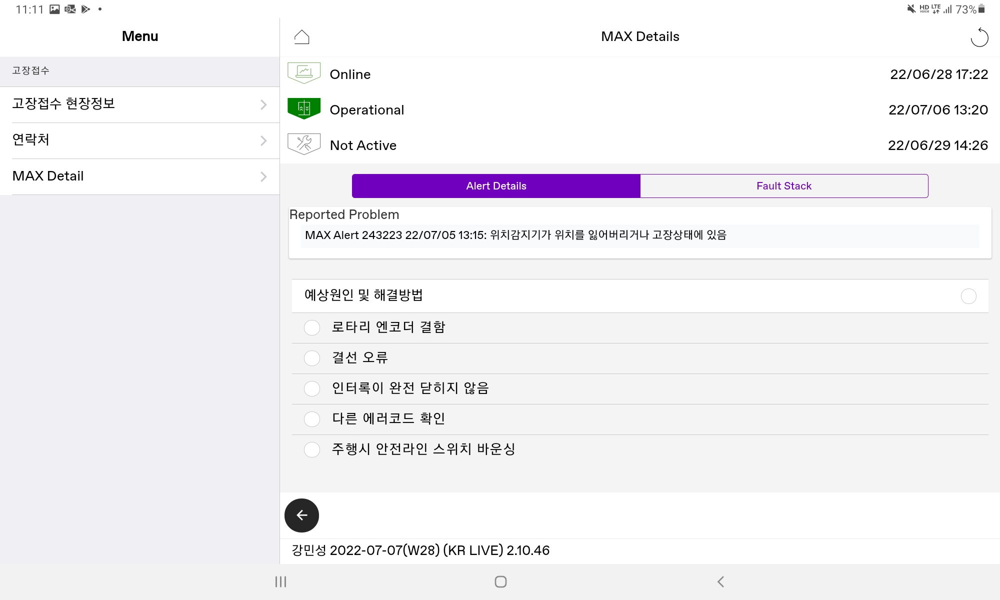 11:11
HD voice LTE 73%
Menu
MAX Details
고장접수
고장접수 현장정보
연락처
MAX Detail
Online 22/06/28 17:22
Operational 22/07/06 13:20
Not Active 22/06/29 14:26
Alert Details Fault Stack
Reported Problem
MAX Alert 243223 22/07/05 13:15: 위치감지기가 위치를 잃어버리거나 고장상태에 있음
예상원인 및 해결방법
로타리 엔코더 결함
결선 오류
인터록이 완전 닫히지 않음
다른 에러코드 확인
주행시 안전라인 스위치 바운싱
강민성 2022-07-07(W28) (KR LIVE) 2.10.46